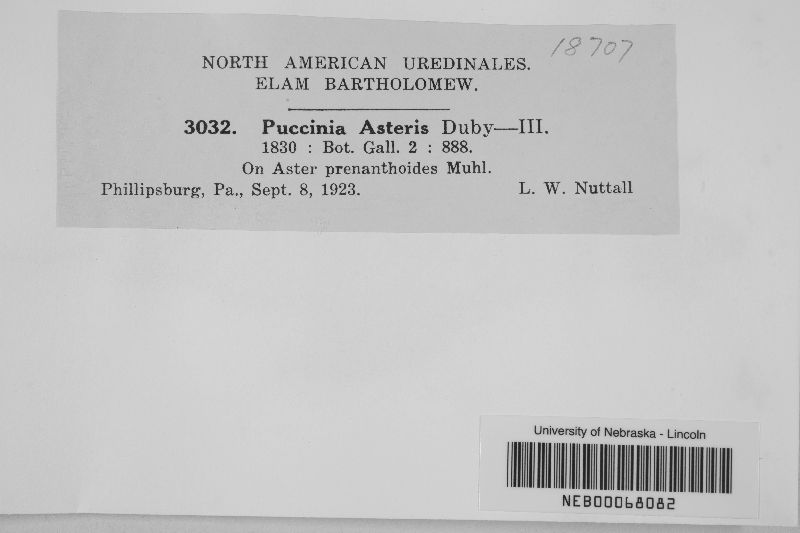 18707
NORTH AMERICAN UREDINALES.
ELAM BARTHOLOMEW.
3032. Puccinia Asteris Duby—III.
1830 : Bot. Gall. 2 : 888.
On Aster prenanthoides Muhl.
Phillipsburg, Pa., Sept. 8, 1923. L. W. Nuttall
University of Nebraska - Lincoln
NEB00068082